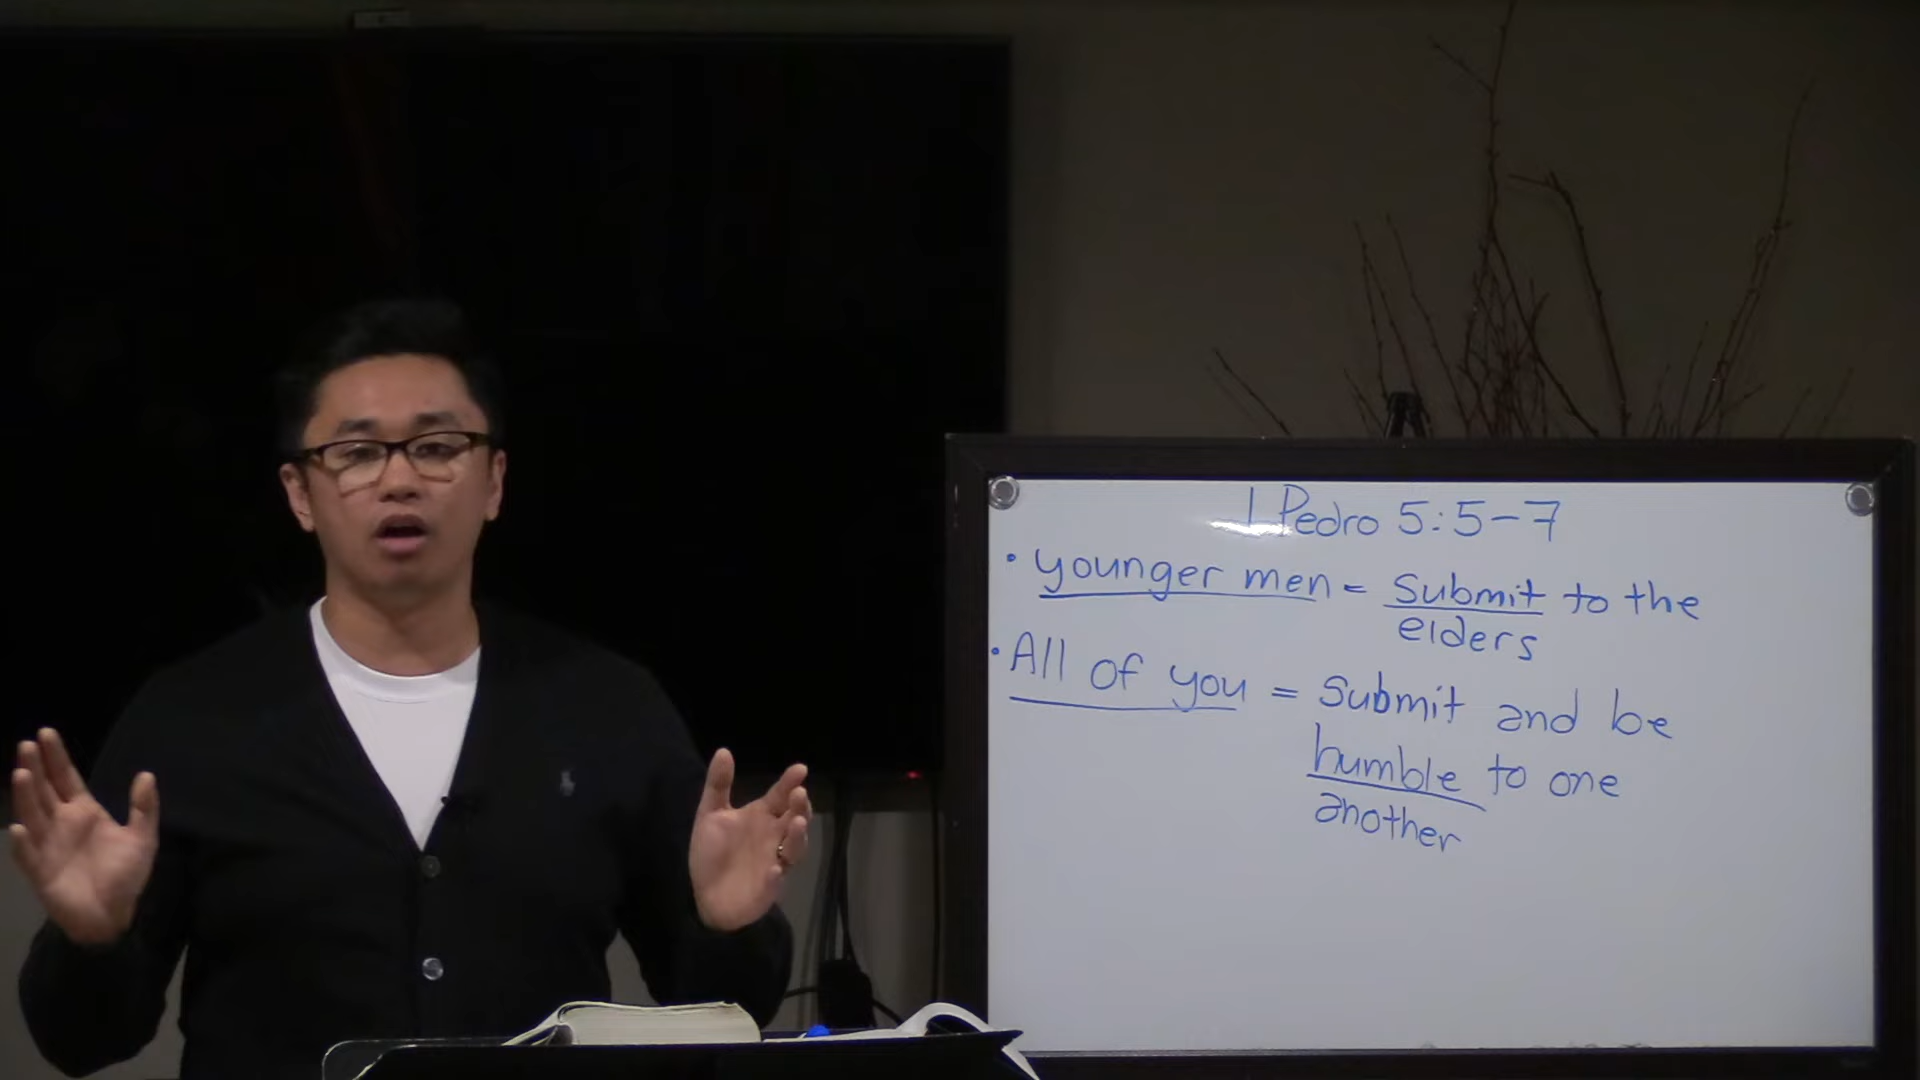 1 Pedro 5:5-7
• younger men = submit to the
elders
• All of you = submit and be
humble to one
another